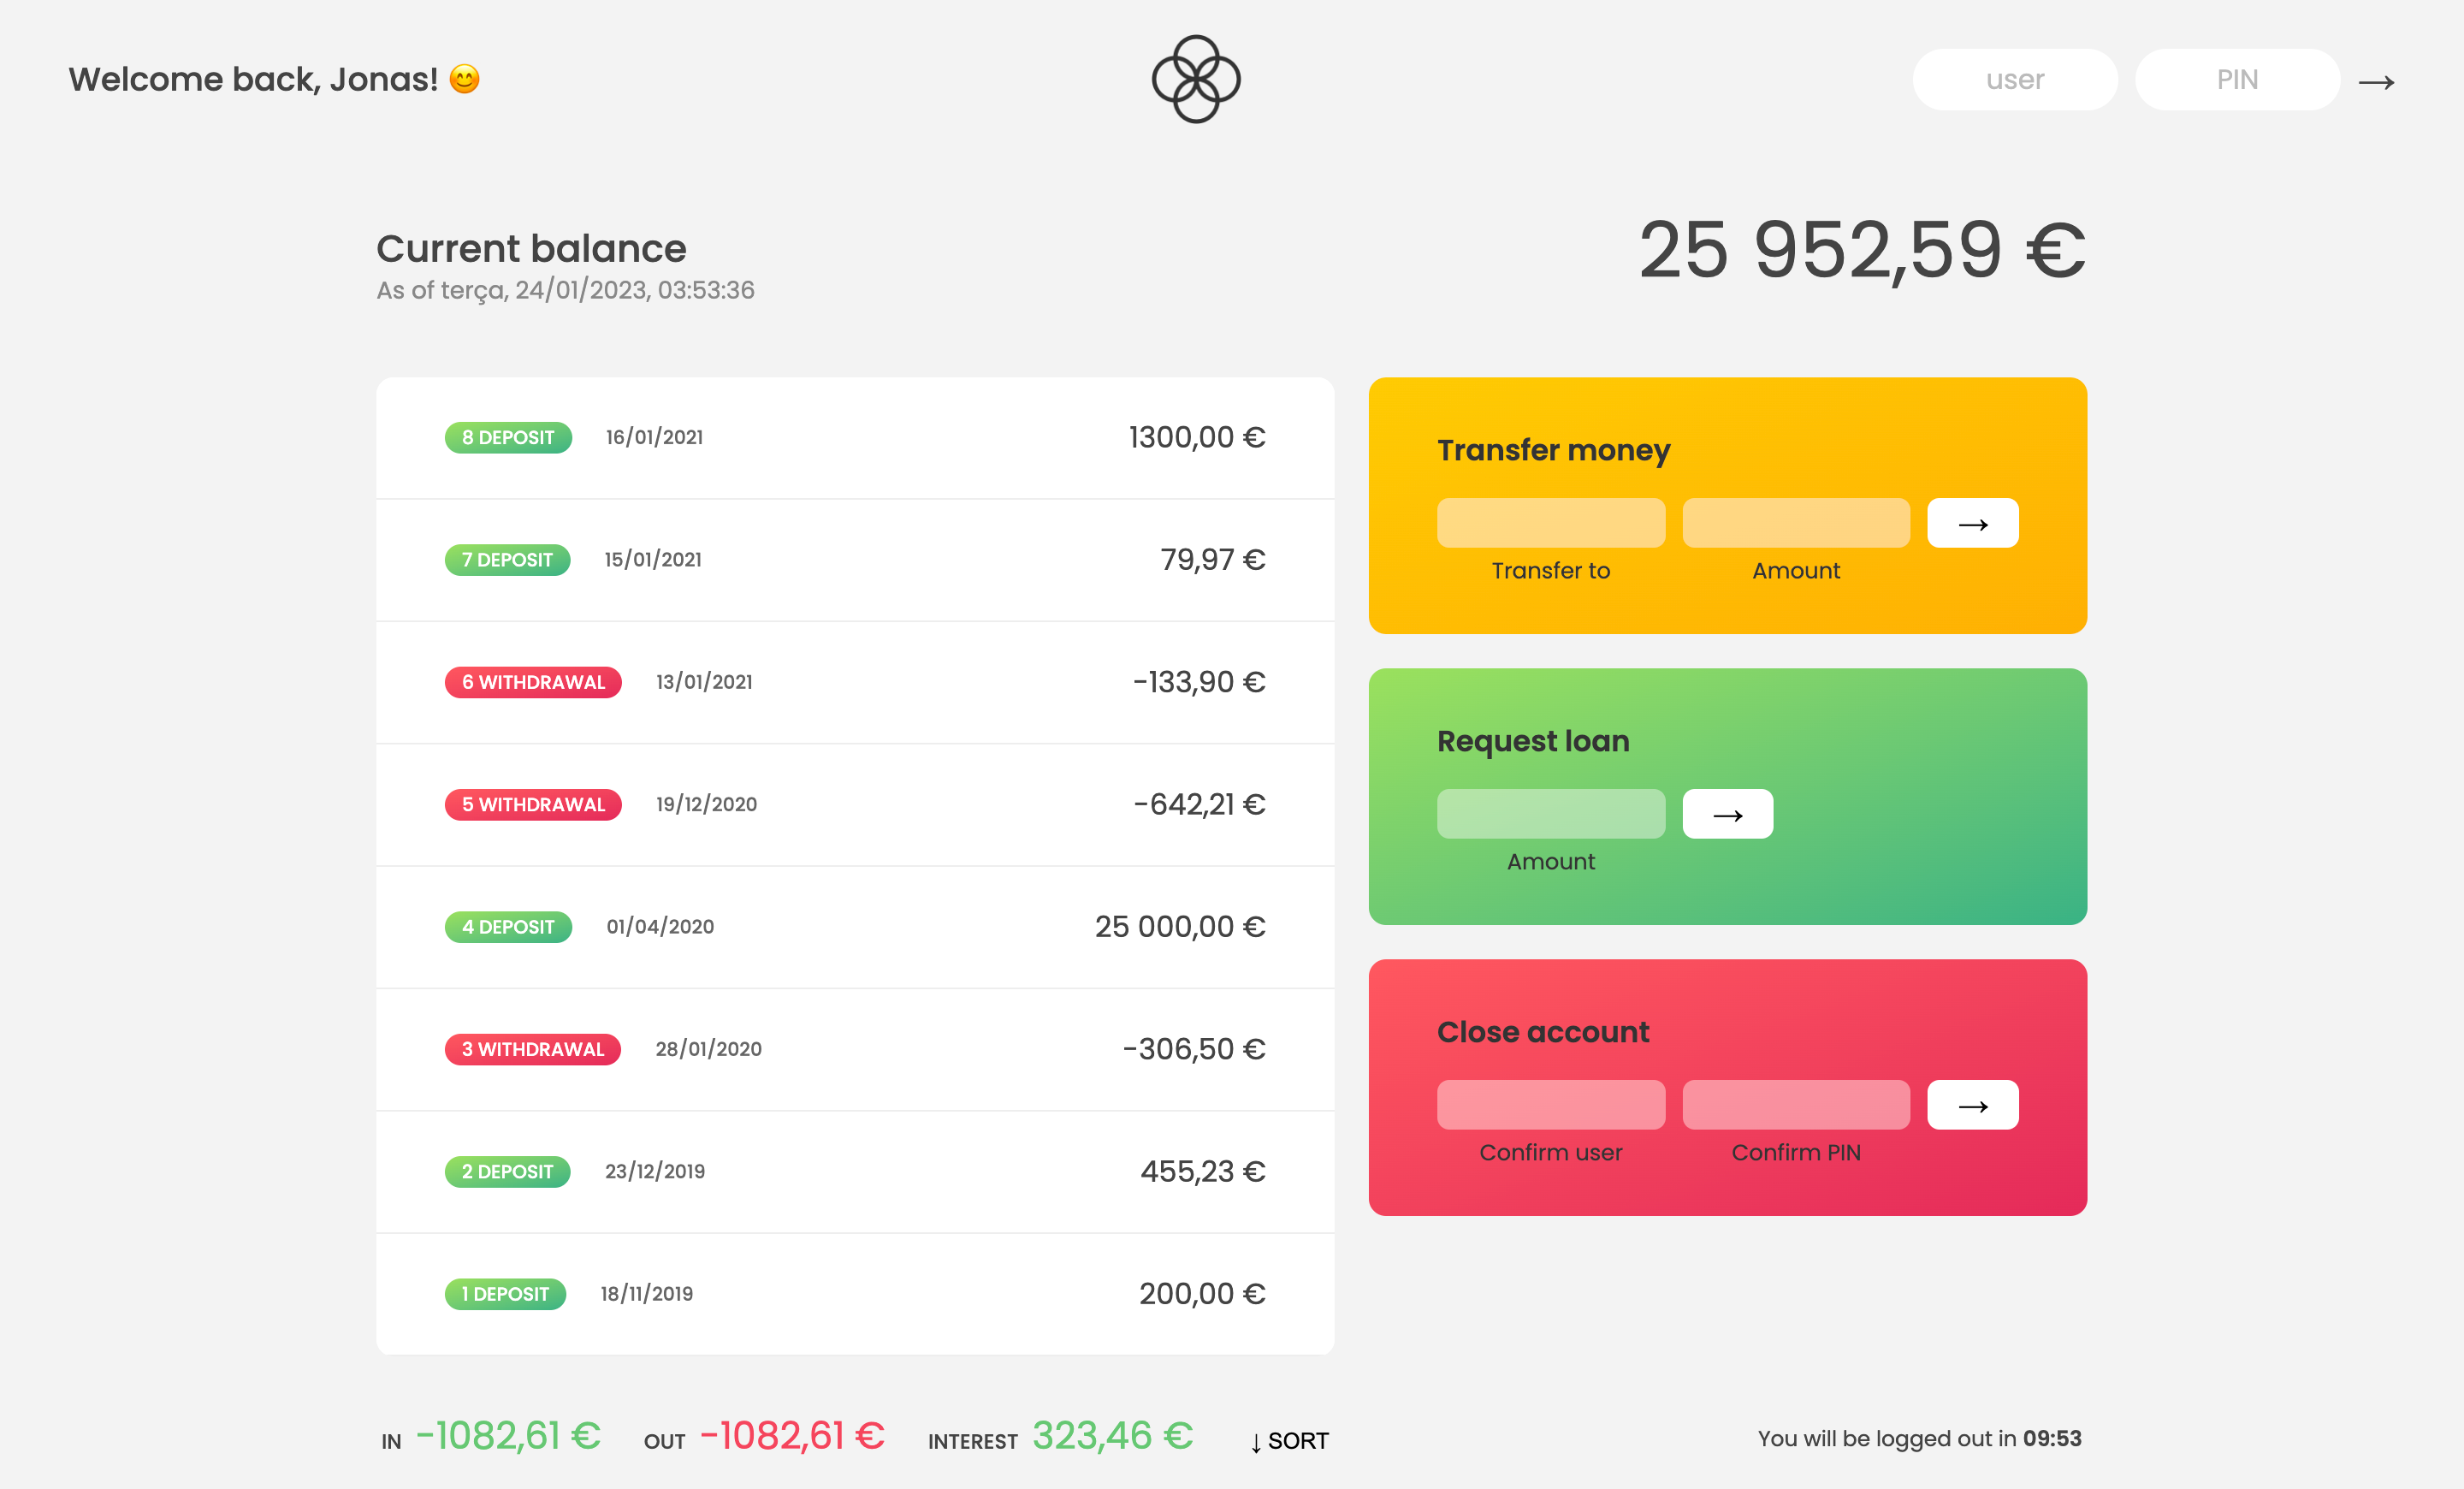 Welcome back, Jonas! 😊
user PIN →
Current balance
As of terça, 24/01/2023, 03:53:36
25 952,59 €
8 DEPOSIT 16/01/2021 1300,00 €
7 DEPOSIT 15/01/2021 79,97 €
6 WITHDRAWAL 13/01/2021 -133,90 €
5 WITHDRAWAL 19/12/2020 -642,21 €
4 DEPOSIT 01/04/2020 25 000,00 €
3 WITHDRAWAL 28/01/2020 -306,50 €
2 DEPOSIT 23/12/2019 455,23 €
1 DEPOSIT 18/11/2019 200,00 €
Transfer money
→
Transfer to Amount
Request loan
→
Amount
Close account
→
Confirm user Confirm PIN
IN -1082,61 € OUT -1082,61 € INTEREST 323,46 € ↓ SORT
You will be logged out in 09:53